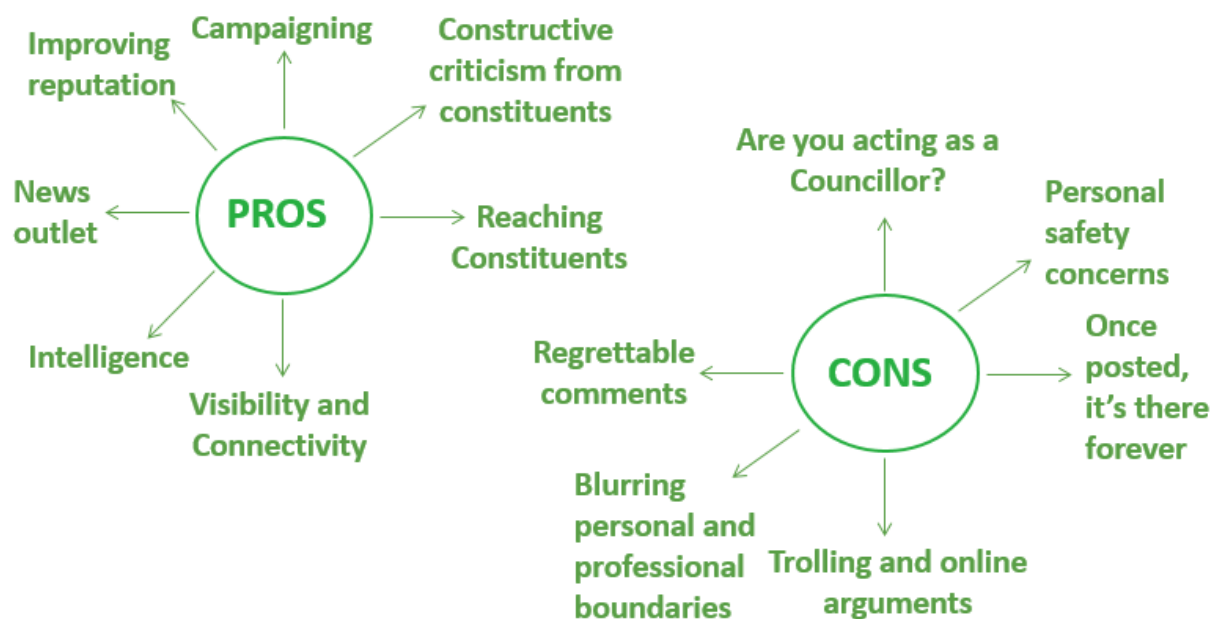 Campaigning
Improving
reputation
Constructive
criticism from
constituents
News
outlet
PROS
Reaching
Constituents
Intelligence
Visibility and
Connectivity
Are you acting as a
Councillor?
Personal
safety
concerns
Regrettable
comments
CONS
Once
posted,
it’s there
forever
Blurring
personal and
professional
boundaries
Trolling and online
arguments